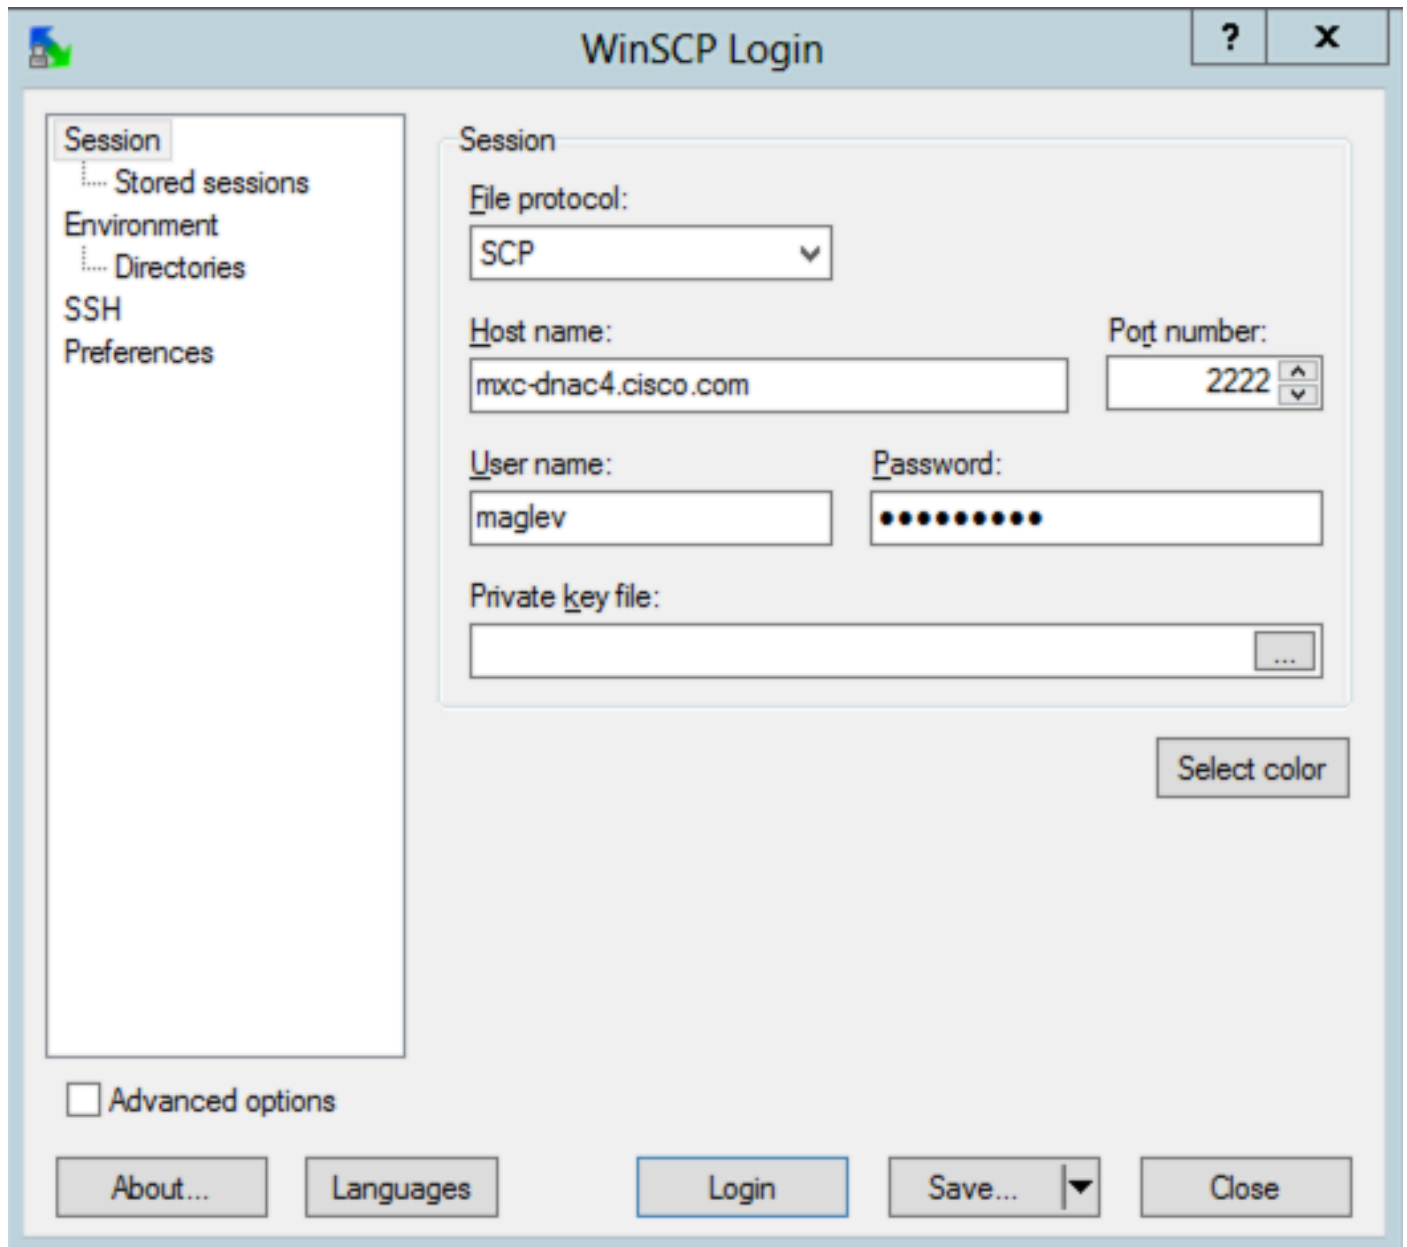 WinSCP Login
?
x
Session
Stored sessions
Environment
Directories
SSH
Preferences
Session
File protocol:
SCP
Host name:
Port number:
mxc-dnac4.cisco.com
2222
User name:
Password:
maglev
●●●●●●●●●
Private key file:
...
Select color
Advanced options
About...
Languages
Login
Save...
Close